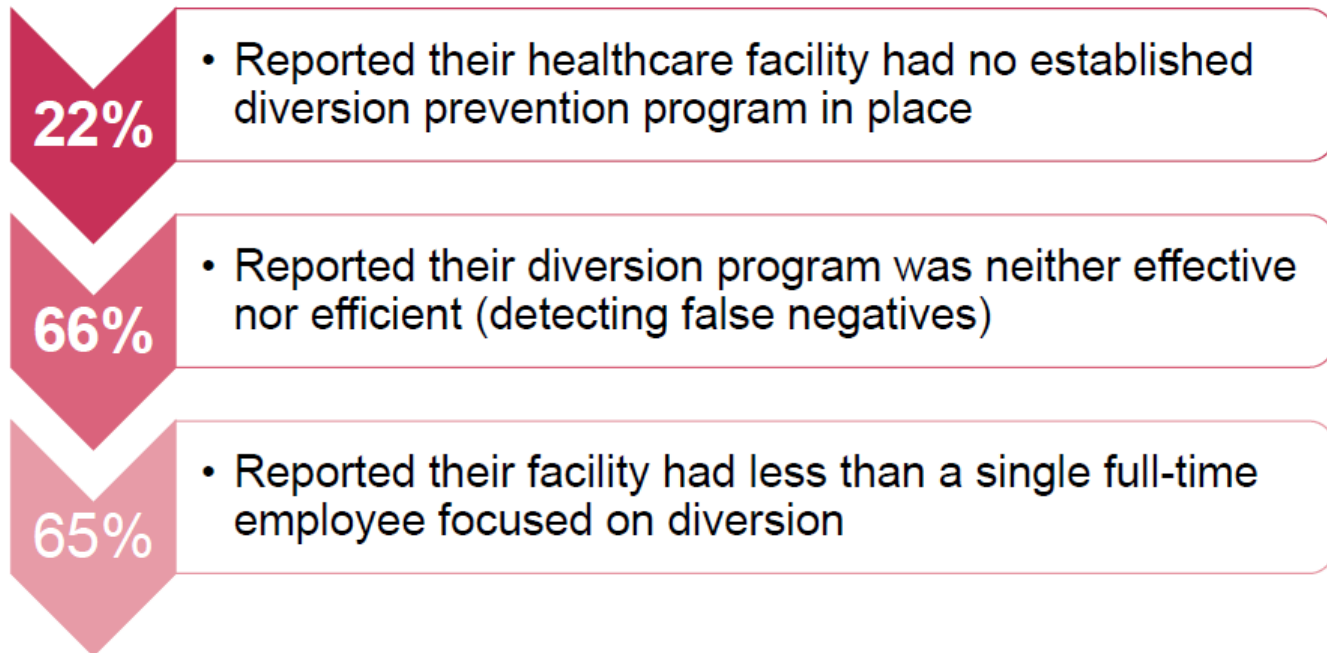 22%
• Reported their healthcare facility had no established
diversion prevention program in place
66%
• Reported their diversion program was neither effective
nor efficient (detecting false negatives)
65%
• Reported their facility had less than a single full-time
employee focused on diversion